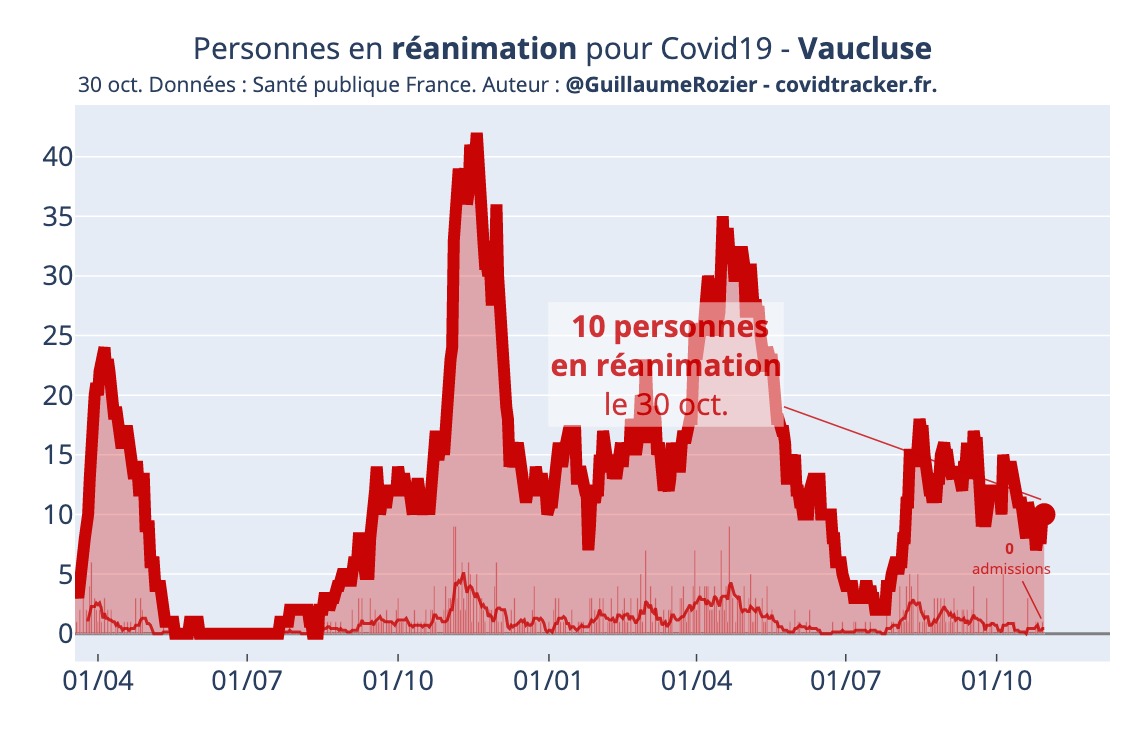 Personnes en réanimation pour Covid19 - Vaucluse
30 oct. Données : Santé publique France. Auteur : @GuillaumeRozier - covidtracker.fr.
40
35
30
25
20
15
10
5
0
10 personnes
en réanimation
le 30 oct.
0
admissions
01/04
01/07
01/10
01/01
01/04
01/07
01/10